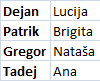 Dejan Lucija
Patrik Brigita
Gregor Nataša
Tadej Ana